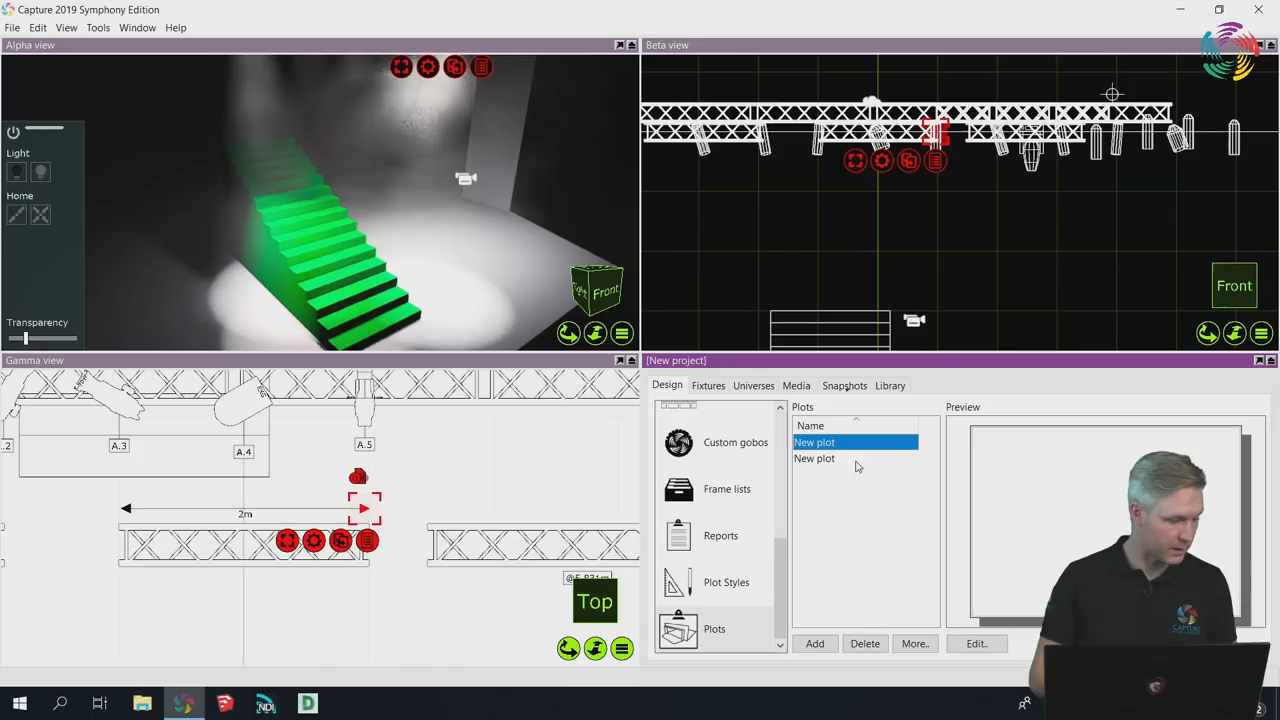 Capture 2019 Symphony Edition
File Edit View Tools Window Help
Alpha view
Light
Home
Transparency
Front
Beta view
Front
Gamma view
A.3
A.4
A.5
2m
Top
[New project]
Design Fixtures Universes Media Snapshots Library
Custom gobos
Frame lists
Reports
Plot Styles
Plots
Plots
Name
New plot
New plot
Add Delete More.. Edit..
Preview
CAPTURE
NDI